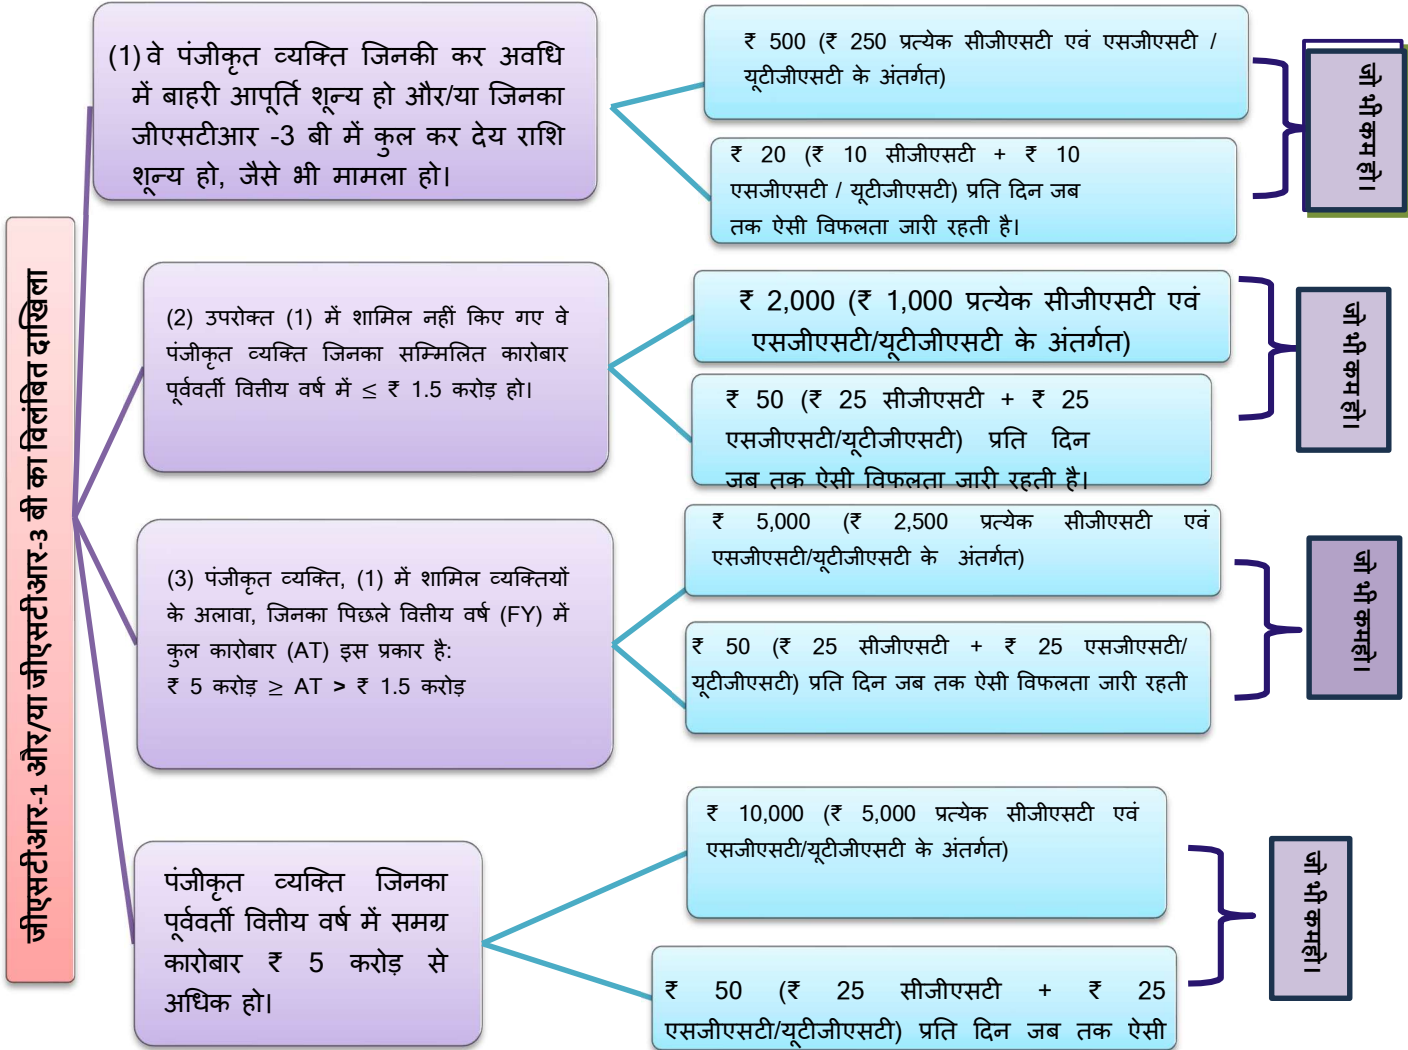 जीएसटीआर-1 और/या जीएसटीआर-3 बी का विलंबित दाखिला
(1) वे पंजीकृत व्यक्ति जिनकी कर अवधि
में बाहरी आपूर्ति शून्य हो और/या जिनका
जीएसटीआर -3 बी में कुल कर देय राशि
शून्य हो, जैसे भी मामला हो।
₹ 500 (₹ 250 प्रत्येक सीजीएसटी एवं एसजीएसटी /
यूटीजीएसटी के अंतर्गत)
₹ 20 (₹ 10 सीजीएसटी + ₹ 10
एसजीएसटी / यूटीजीएसटी) प्रति दिन जब
तक ऐसी विफलता जारी रहती है।
जो भी कम हो।
(2) उपरोक्त (1) में शामिल नहीं किए गए वे
पंजीकृत व्यक्ति जिनका सम्मिलित कारोबार
पूर्ववर्ती वित्तीय वर्ष में ≤ ₹ 1.5 करोड़ हो।
₹ 2,000 (₹ 1,000 प्रत्येक सीजीएसटी एवं
एसजीएसटी/यूटीजीएसटी के अंतर्गत)
₹ 50 (₹ 25 सीजीएसटी + ₹ 25
एसजीएसटी/यूटीजीएसटी) प्रति दिन
जब तक ऐसी विफलता जारी रहती है।
जो भी कम हो।
(3) पंजीकृत व्यक्ति, (1) में शामिल व्यक्तियों
के अलावा, जिनका पिछले वित्तीय वर्ष (FY) में
कुल कारोबार (AT) इस प्रकार है:
₹ 5 करोड़ ≥ AT > ₹ 1.5 करोड़
₹ 5,000 (₹ 2,500 प्रत्येक सीजीएसटी एवं
एसजीएसटी/यूटीजीएसटी के अंतर्गत)
₹ 50 (₹ 25 सीजीएसटी + ₹ 25 एसजीएसटी/
यूटीजीएसटी) प्रति दिन जब तक ऐसी विफलता जारी रहती
जो भी कमहो।
पंजीकृत व्यक्ति जिनका
पूर्ववर्ती वित्तीय वर्ष में समग्र
कारोबार ₹ 5 करोड़ से
अधिक हो।
₹ 10,000 (₹ 5,000 प्रत्येक सीजीएसटी एवं
एसजीएसटी/यूटीजीएसटी के अंतर्गत)
₹ 50 (₹ 25 सीजीएसटी + ₹ 25
एसजीएसटी/यूटीजीएसटी) प्रति दिन जब तक ऐसी
जो भी कमहो।